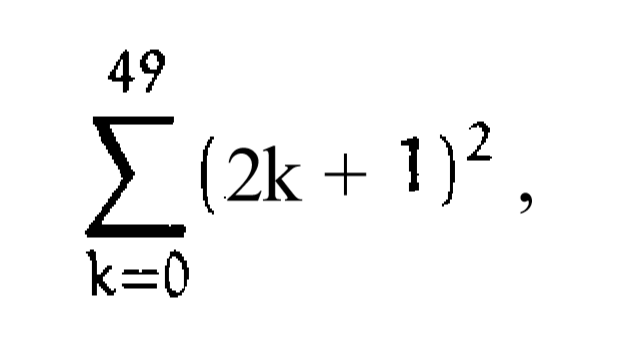 49
∑ (2k + 1)² ,
k=0